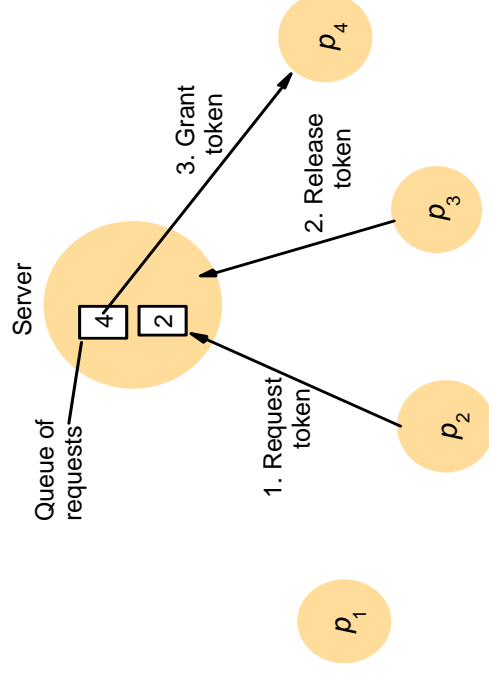 Server
Queue of
requests
4
2
3. Grant
token
1. Request
token
2. Release
token
p1
p2
p3
p4